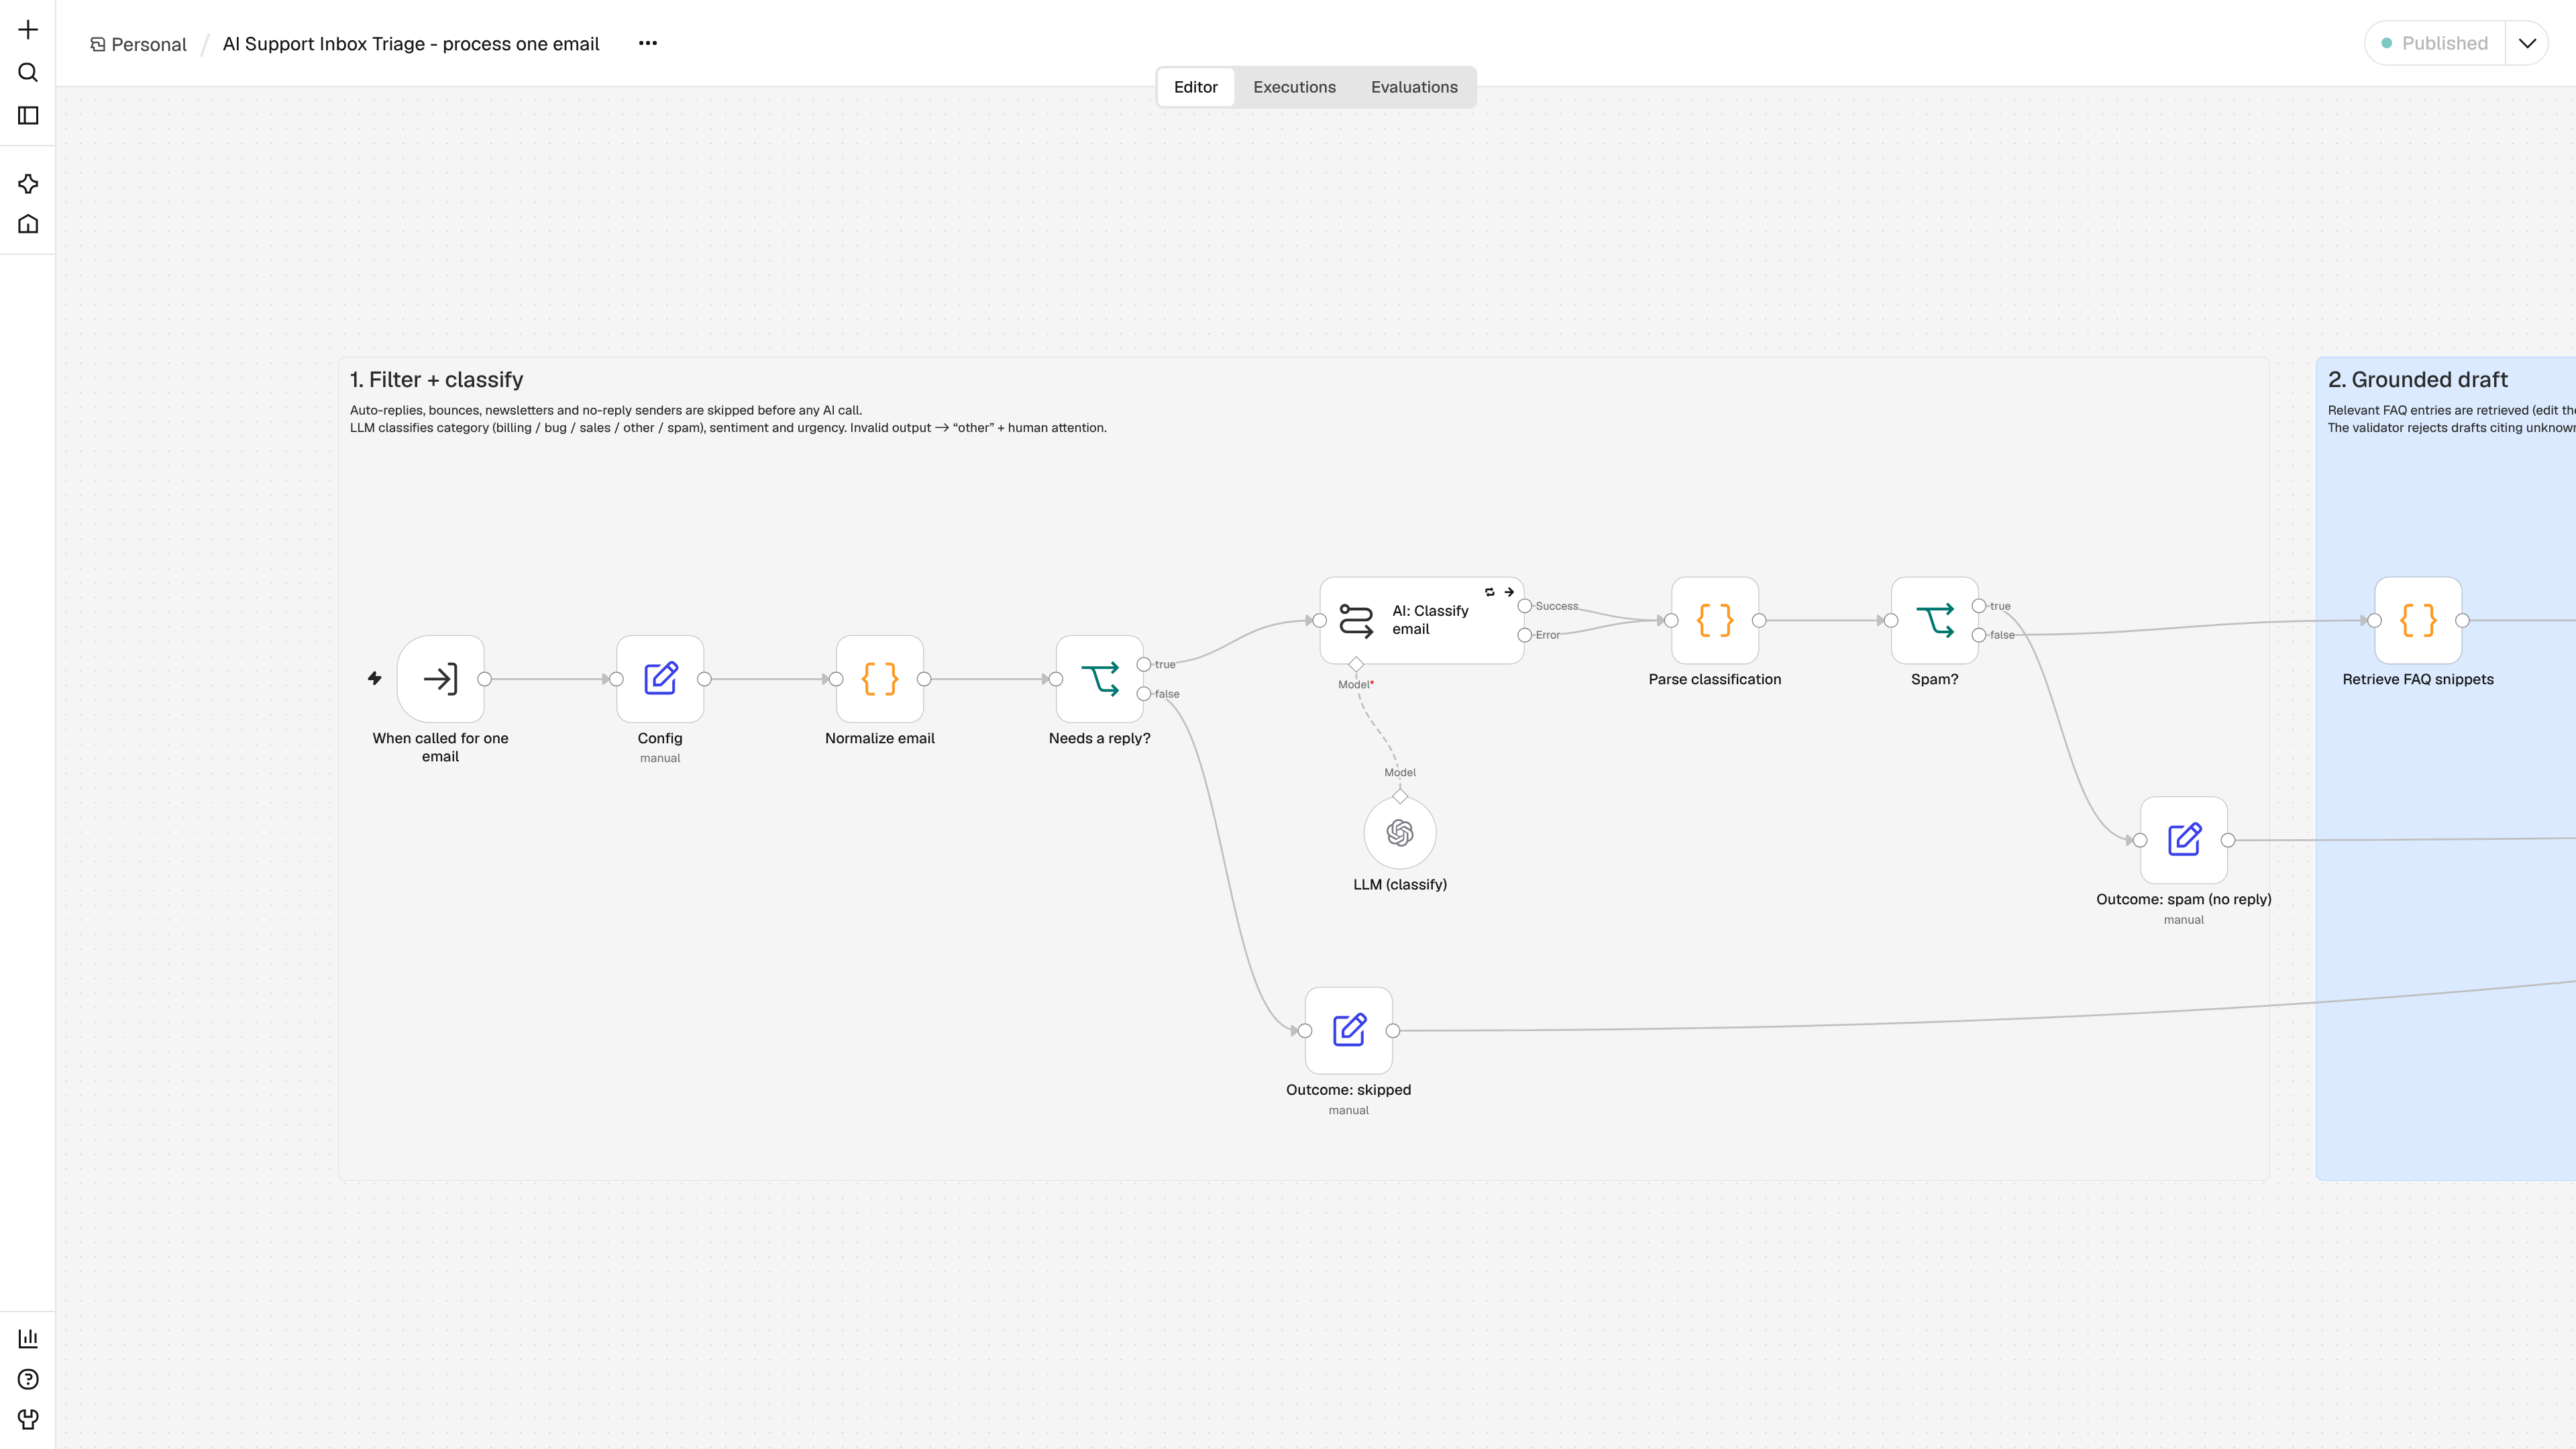 Personal / AI Support Inbox Triage - process one email
Published
Editor Executions Evaluations
1. Filter + classify
Auto-replies, bounces, newsletters and no-reply senders are skipped before any AI call.
LLM classifies category (billing / bug / sales / other / spam), sentiment and urgency. Invalid output → “other” + human attention.
2. Grounded draft
Relevant FAQ entries are retrieved (edit the
The validator rejects drafts citing unknown
When called for one
email
Config
manual
Normalize email
Needs a reply?
true
false
AI: Classify
email
Success
Error
Model*
Model
LLM (classify)
Parse classification
Spam?
true
false
Retrieve FAQ snippets
Outcome: spam (no reply)
manual
Outcome: skipped
manual